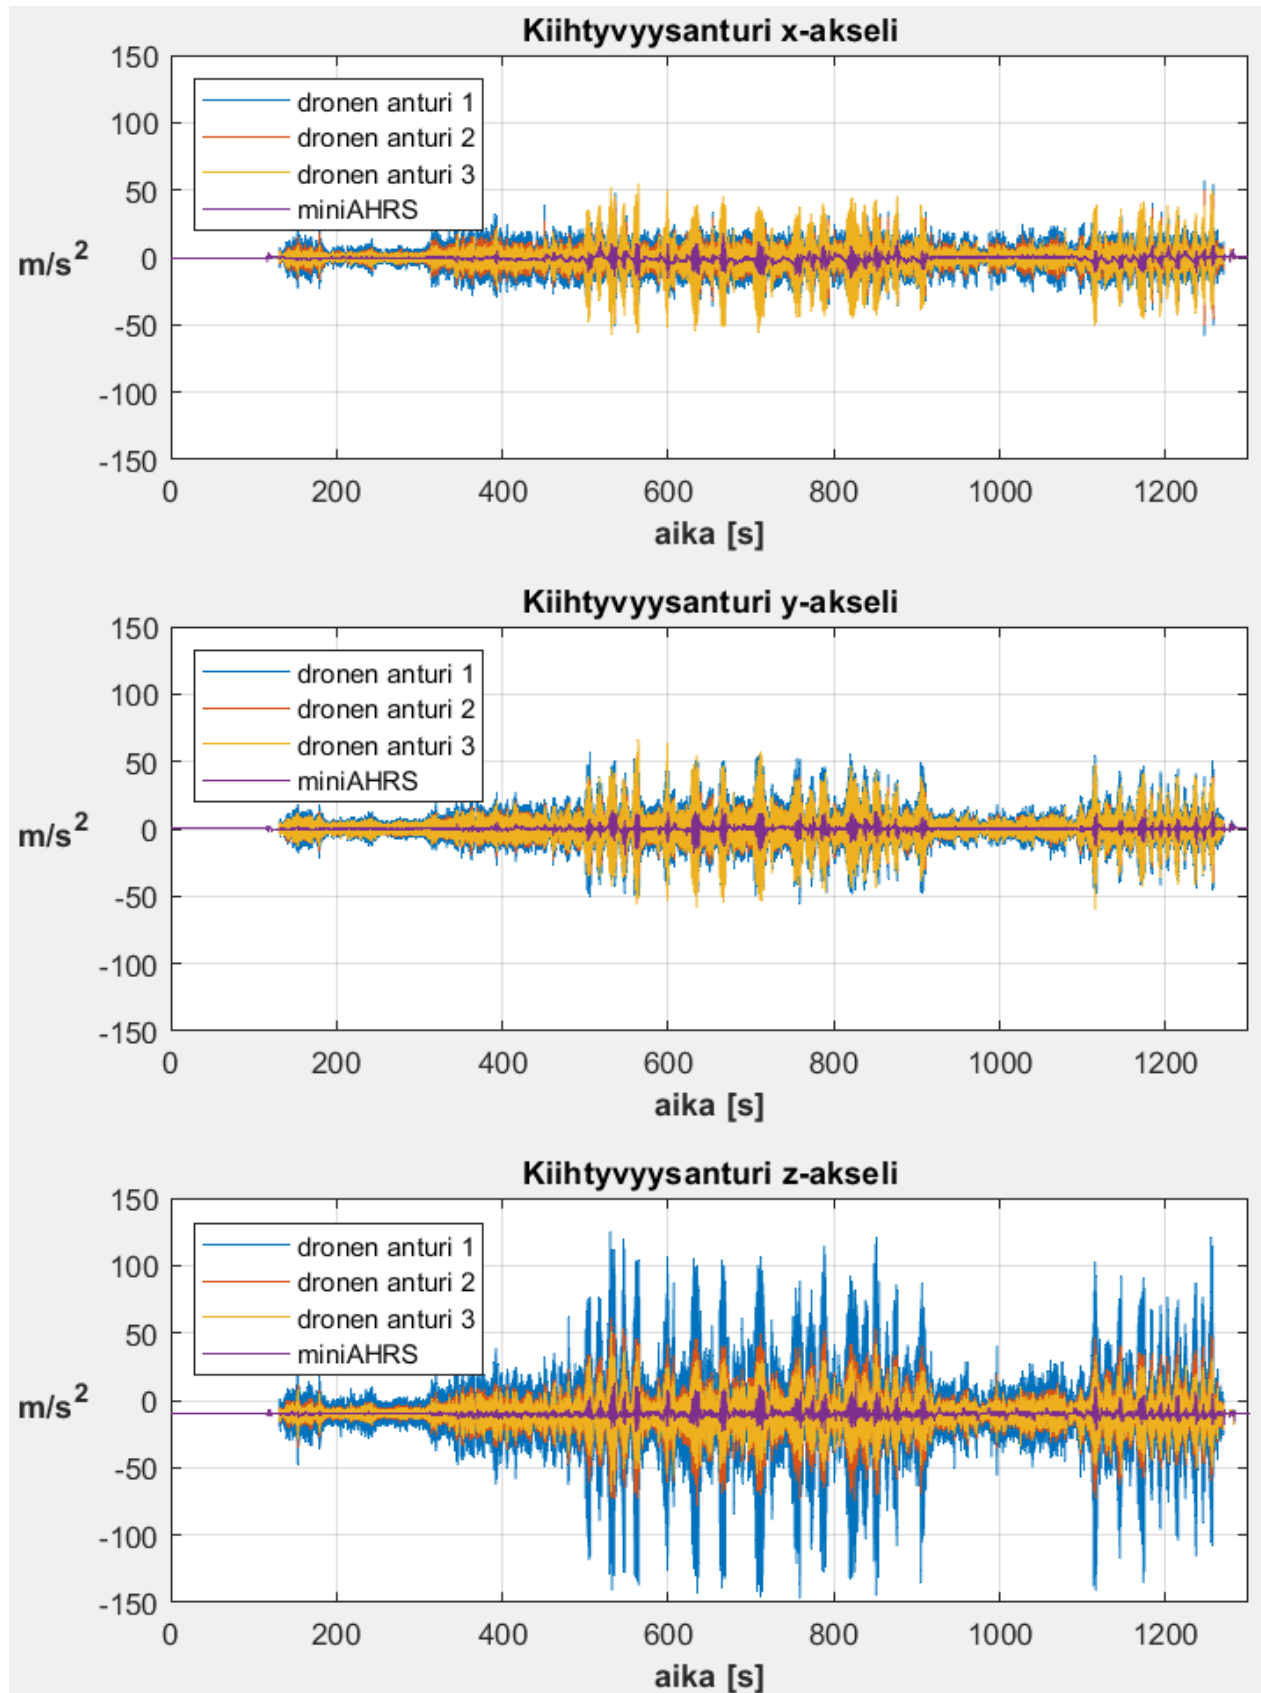 Kiihtyvyysanturi x-akseli
150
100
50
0
-50
-100
-150
m/s²
dronen anturi 1
dronen anturi 2
dronen anturi 3
miniAHRS
0 200 400 600 800 1000 1200
aika [s]
Kiihtyvyysanturi y-akseli
150
100
50
0
-50
-100
-150
m/s²
dronen anturi 1
dronen anturi 2
dronen anturi 3
miniAHRS
0 200 400 600 800 1000 1200
aika [s]
Kiihtyvyysanturi z-akseli
150
100
50
0
-50
-100
-150
m/s²
dronen anturi 1
dronen anturi 2
dronen anturi 3
miniAHRS
0 200 400 600 800 1000 1200
aika [s]